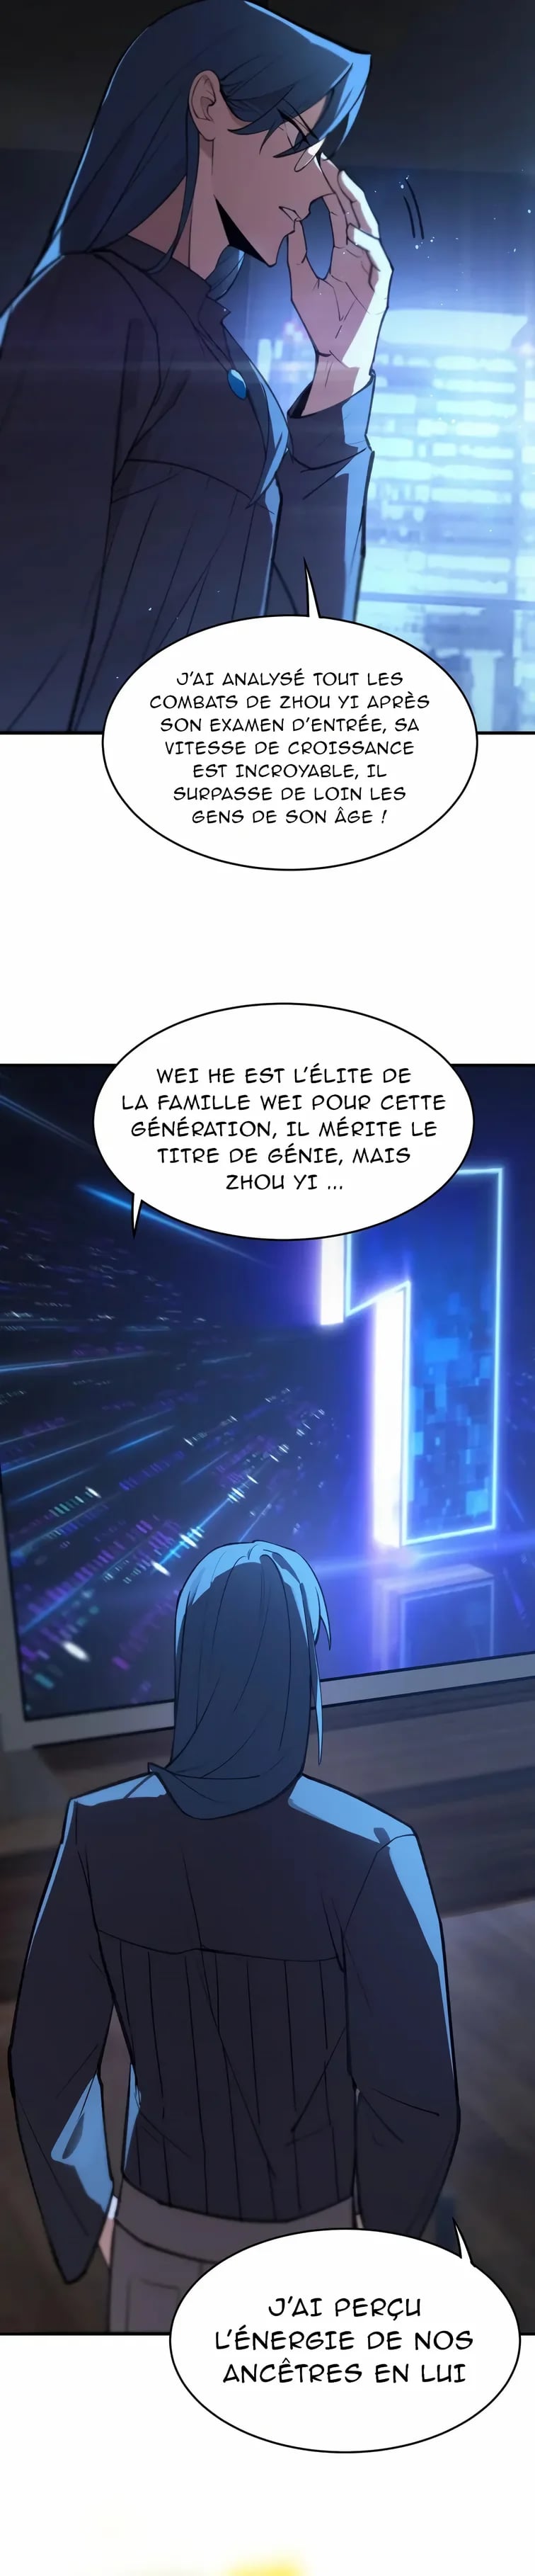 J'AI ANALYSÉ TOUT LES
COMBATS DE ZHOU YI APRÈS
SON EXAMEN D'ENTRÉE, SA
VITESSE DE CROISSANCE
EST INCROYABLE, IL
SURPASSE DE LOIN LES
GENS DE SON ÂGE !
WEI HE EST L'ÉLITE DE
LA FAMILLE WEI POUR CETTE
GÉNÉRATION, IL MÉRITE LE
TITRE DE GÉNIE, MAIS
ZHOU YI ...
J'AI PERÇU
L'ÉNERGIE DE NOS
ANCÊTRES EN LUI